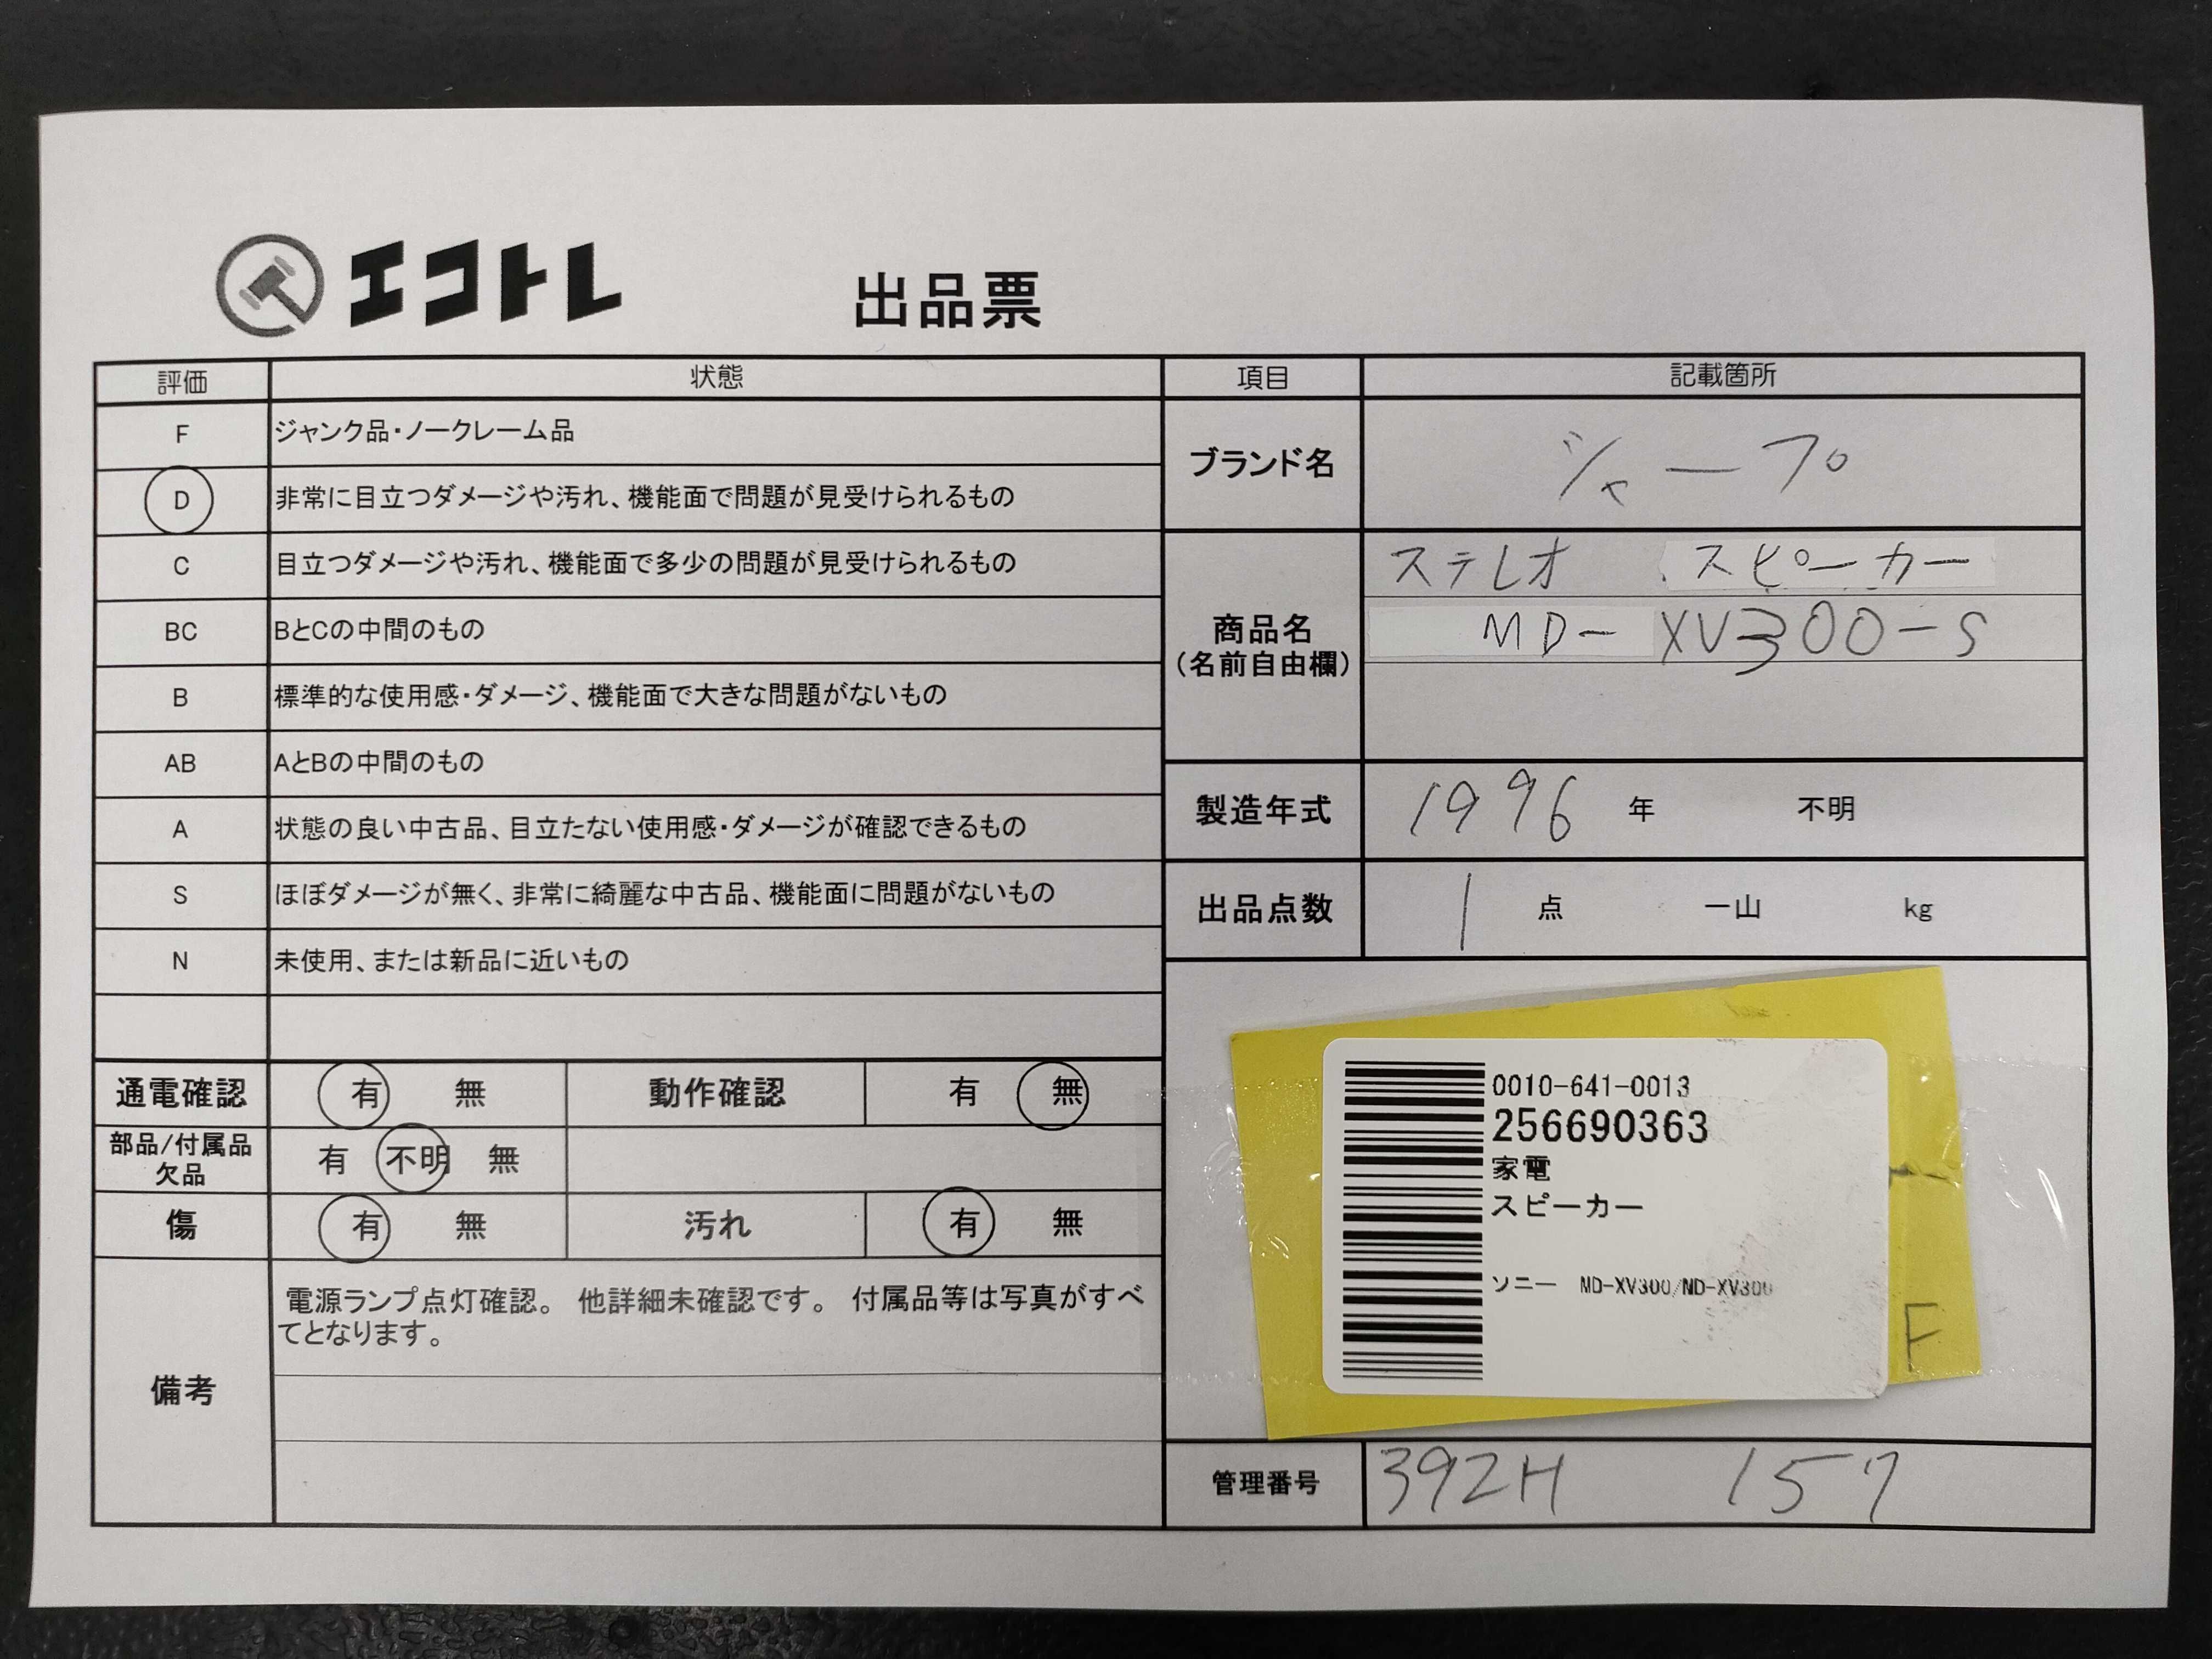 エコトレ 出品票
評価 状態
F ジャンク品・ノークレーム品
D 非常に目立つダメージや汚れ、機能面で問題が見受けられるもの
C 目立つダメージや汚れ、機能面で多少の問題が見受けられるもの
BC BとCの中間のもの
B 標準的な使用感・ダメージ、機能面で大きな問題がないもの
AB AとBの中間のもの
A 状態の良い中古品、目立たない使用感・ダメージが確認できるもの
S ほぼダメージが無く、非常に綺麗な中古品、機能面に問題がないもの
N 未使用、または新品に近いもの
通電確認 有 無 動作確認 有 無
部品/付属品
欠品 有 不明 無
傷 有 無 汚れ 有 無
備考
電源ランプ点灯確認。 他詳細未確認です。 付属品等は写真がすべ
てとなります。
項目 記載箇所
ブランド名 シャープ
商品名
(名前自由欄)
ステレオ スピーカー
MD-XV300-S
製造年式 1996 年 不明
出品点数 1 点 一山 kg
0010-641-0013
256690363
家電
スピーカー
ソニー MD-XV300/MD-XV300
F
管理番号 392H 157